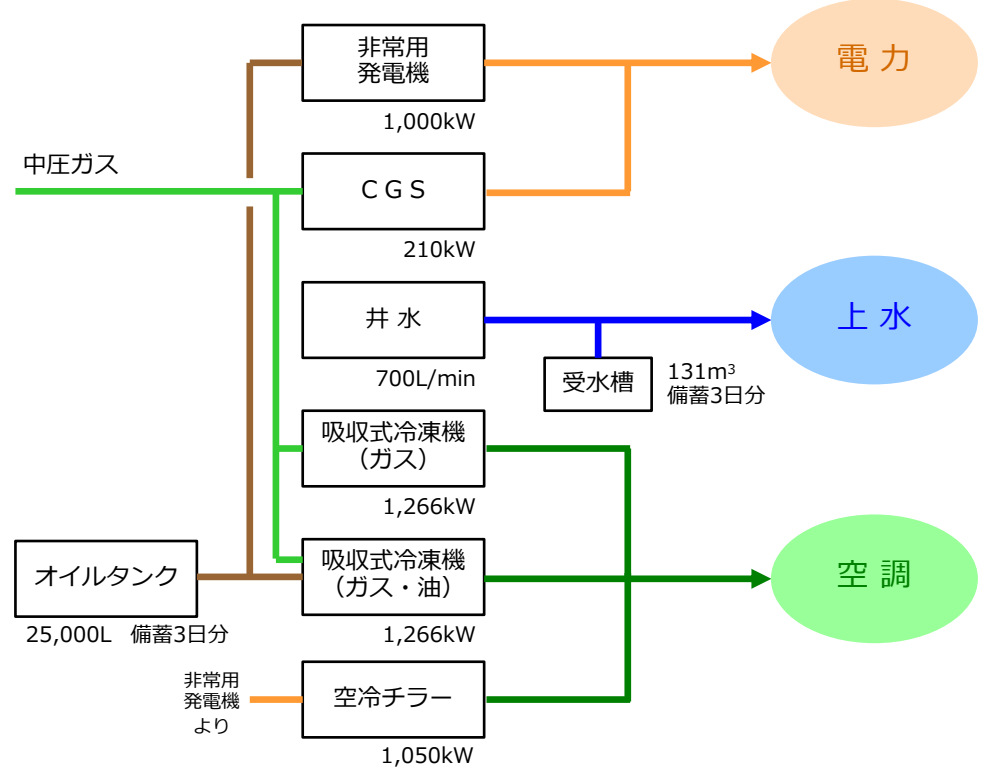 非常用
発電機
1,000kW
電 力
中圧ガス
ＣＧＳ
210kW
井 水
700L/min
上 水
受水槽
131m³
備蓄3日分
吸収式冷凍機
（ガス）
1,266kW
オイルタンク
25,000L　備蓄3日分
吸収式冷凍機
（ガス・油）
1,266kW
空 調
非常用
発電機
より
空冷チラー
1,050kW